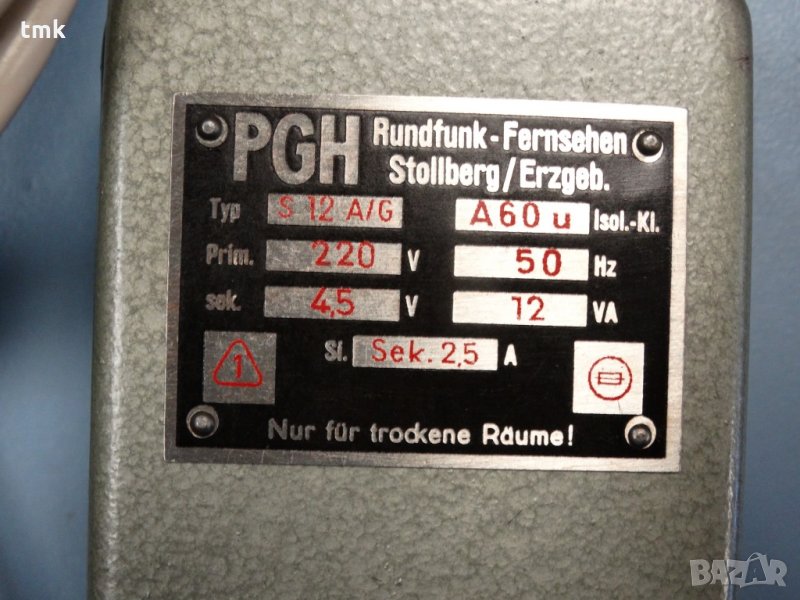 tmk
PGH Rundfunk-Fernsehen
Stollberg/Erzgeb.
Typ S 12 A/G A60 u Isol.-Kl.
Prim. 220 V 50 Hz
sek. 4,5 V 12 VA
1 Si. Sek. 2,5 A
Nur für trockene Räume!
BAZAR